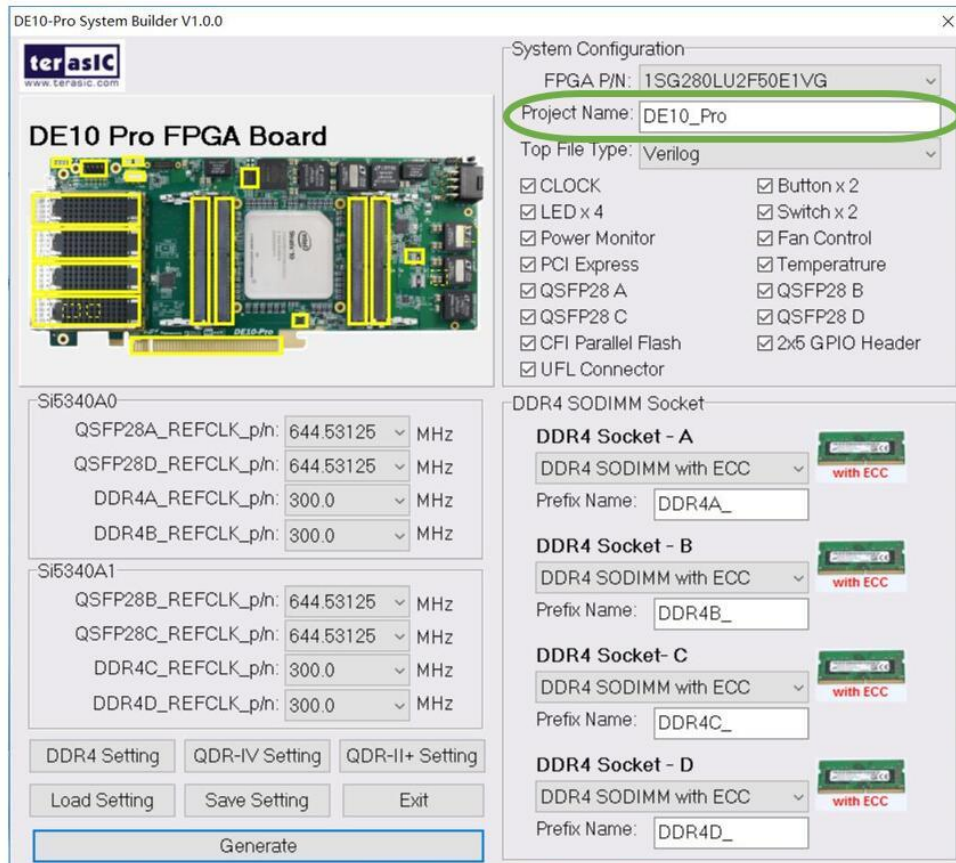 DE10-Pro System Builder V1.0.0
terasIC
www.terasic.com
DE10 Pro FPGA Board
DE10-Pro
System Configuration
FPGA P/N: 1SG280LU2F50E1VG
Project Name: DE10_Pro
Top File Type: Verilog
CLOCK
Button x 2
LED x 4
Switch x 2
Power Monitor
Fan Control
PCI Express
Temperatrure
QSFP28 A
QSFP28 B
QSFP28 C
QSFP28 D
CFI Parallel Flash
2x5 GPIO Header
UFL Connector
Si5340A0
QSFP28A_REFCLK_p/n: 644.53125 MHz
QSFP28D_REFCLK_p/n: 644.53125 MHz
DDR4A_REFCLK_p/n: 300.0 MHz
DDR4B_REFCLK_p/n: 300.0 MHz
Si5340A1
QSFP28B_REFCLK_p/n: 644.53125 MHz
QSFP28C_REFCLK_p/n: 644.53125 MHz
DDR4C_REFCLK_p/n: 300.0 MHz
DDR4D_REFCLK_p/n: 300.0 MHz
DDR4 Setting
QDR-IV Setting
QDR-II+ Setting
Load Setting
Save Setting
Exit
Generate
DDR4 SODIMM Socket
DDR4 Socket - A
DDR4 SODIMM with ECC
with ECC
Prefix Name: DDR4A_
DDR4 Socket - B
DDR4 SODIMM with ECC
with ECC
Prefix Name: DDR4B_
DDR4 Socket- C
DDR4 SODIMM with ECC
with ECC
Prefix Name: DDR4C_
DDR4 Socket - D
DDR4 SODIMM with ECC
with ECC
Prefix Name: DDR4D_